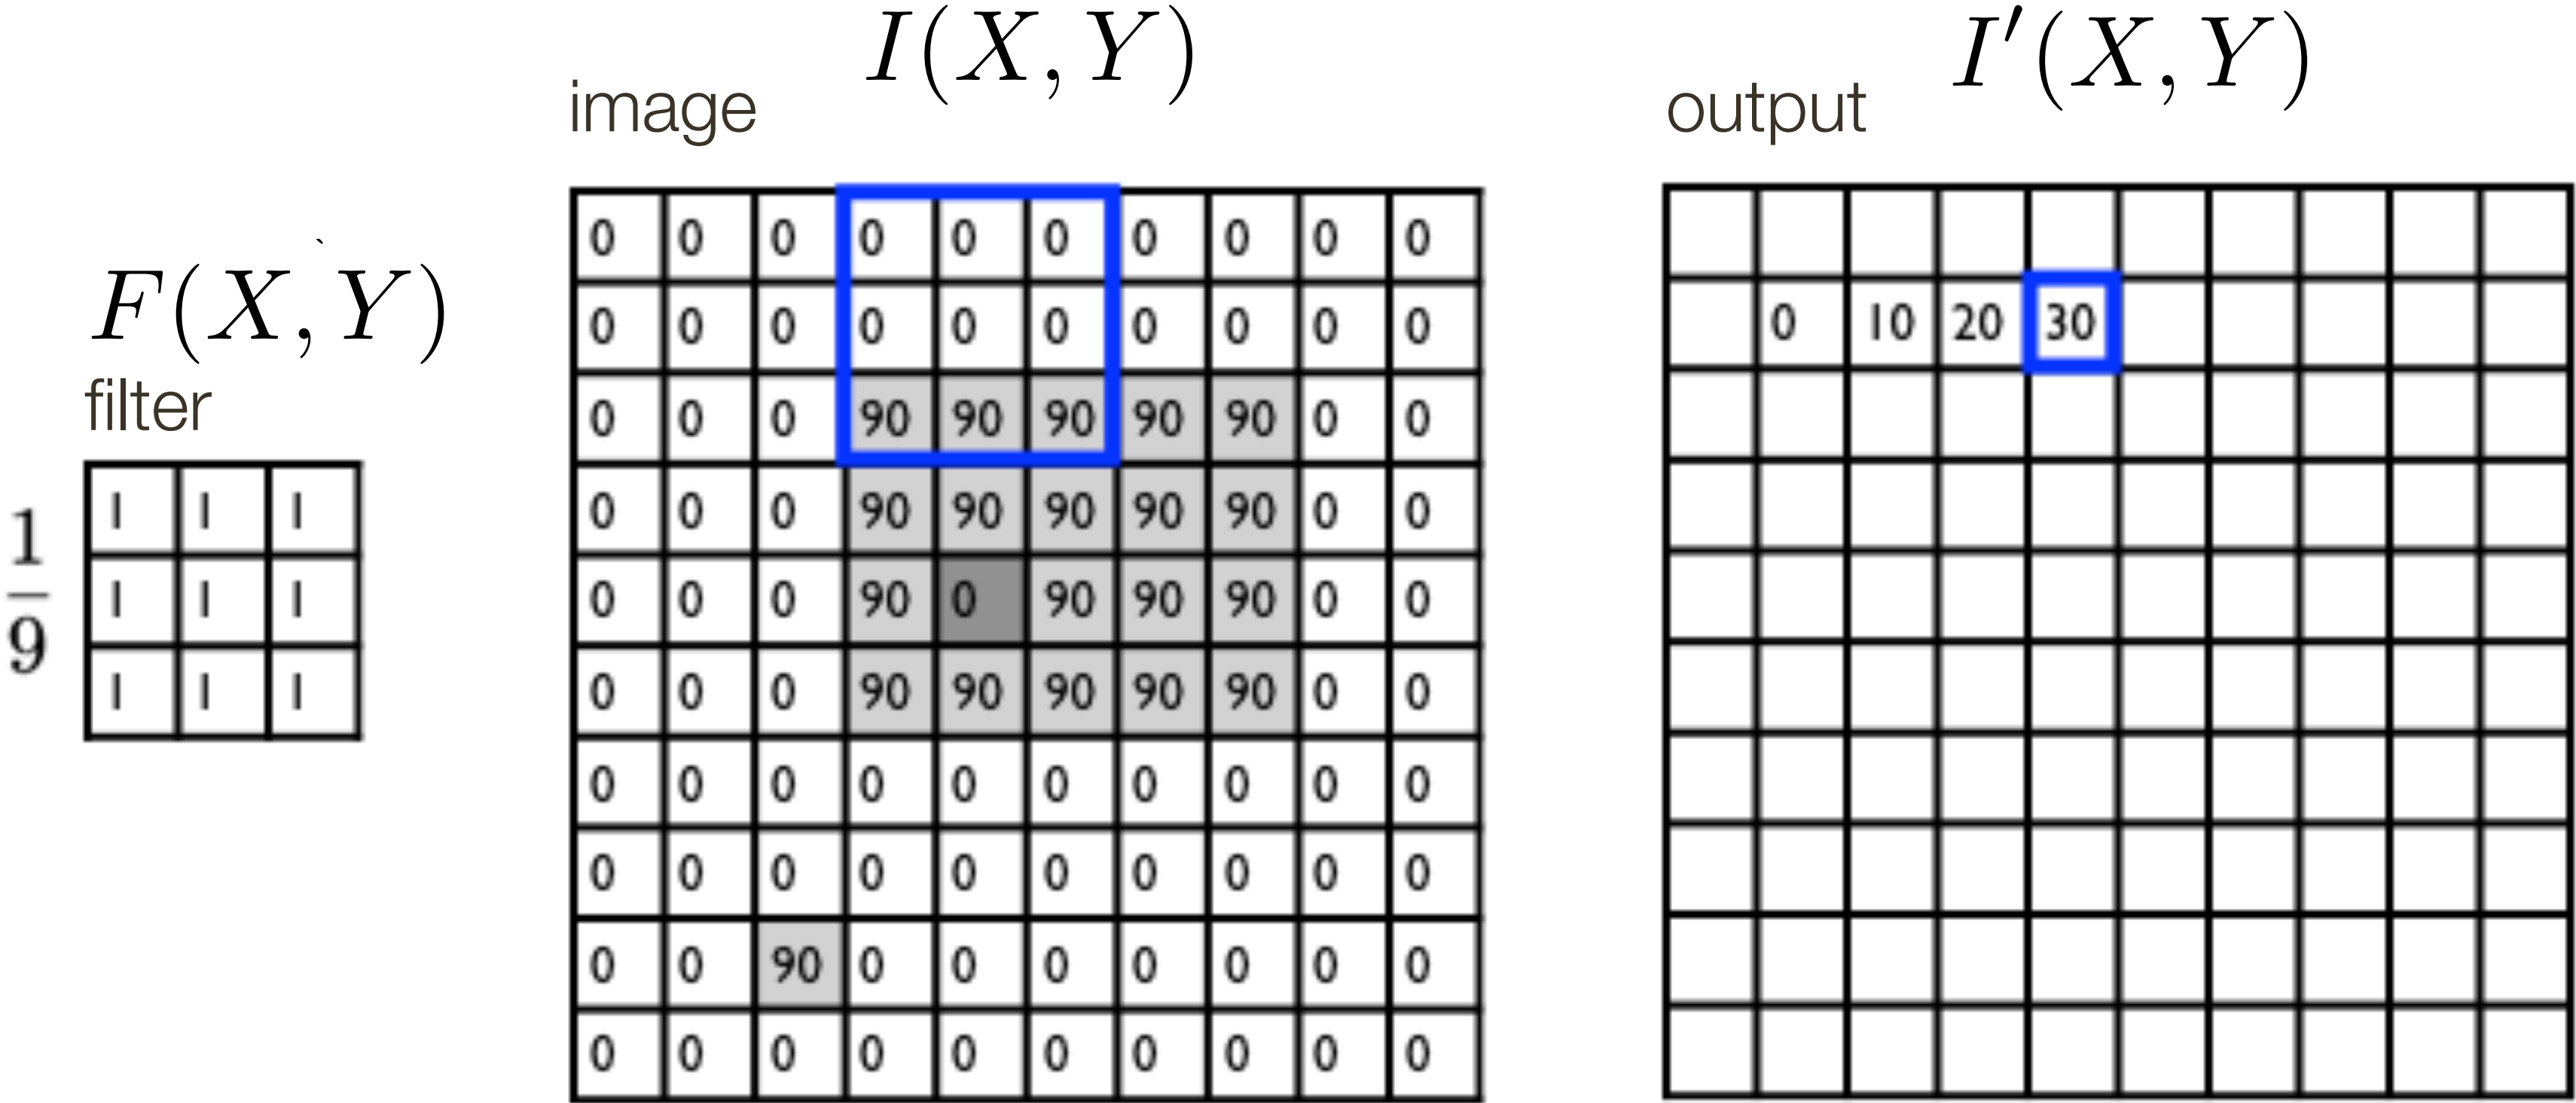 I(X, Y)
image
I′(X, Y)
output
F(X, Y)
filter
1
9
1 1 1
1 1 1
1 1 1
0 0 0 0 0 0 0 0 0 0
0 0 0 0 0 0 0 0 0 0
0 0 0 90 90 90 90 90 0 0
0 0 0 90 90 90 90 90 0 0
0 0 0 90 0 90 90 90 0 0
0 0 0 90 90 90 90 90 0 0
0 0 0 0 0 0 0 0 0 0
0 0 0 0 0 0 0 0 0 0
0 0 90 0 0 0 0 0 0 0
0 0 0 0 0 0 0 0 0 0
0 10 20 30